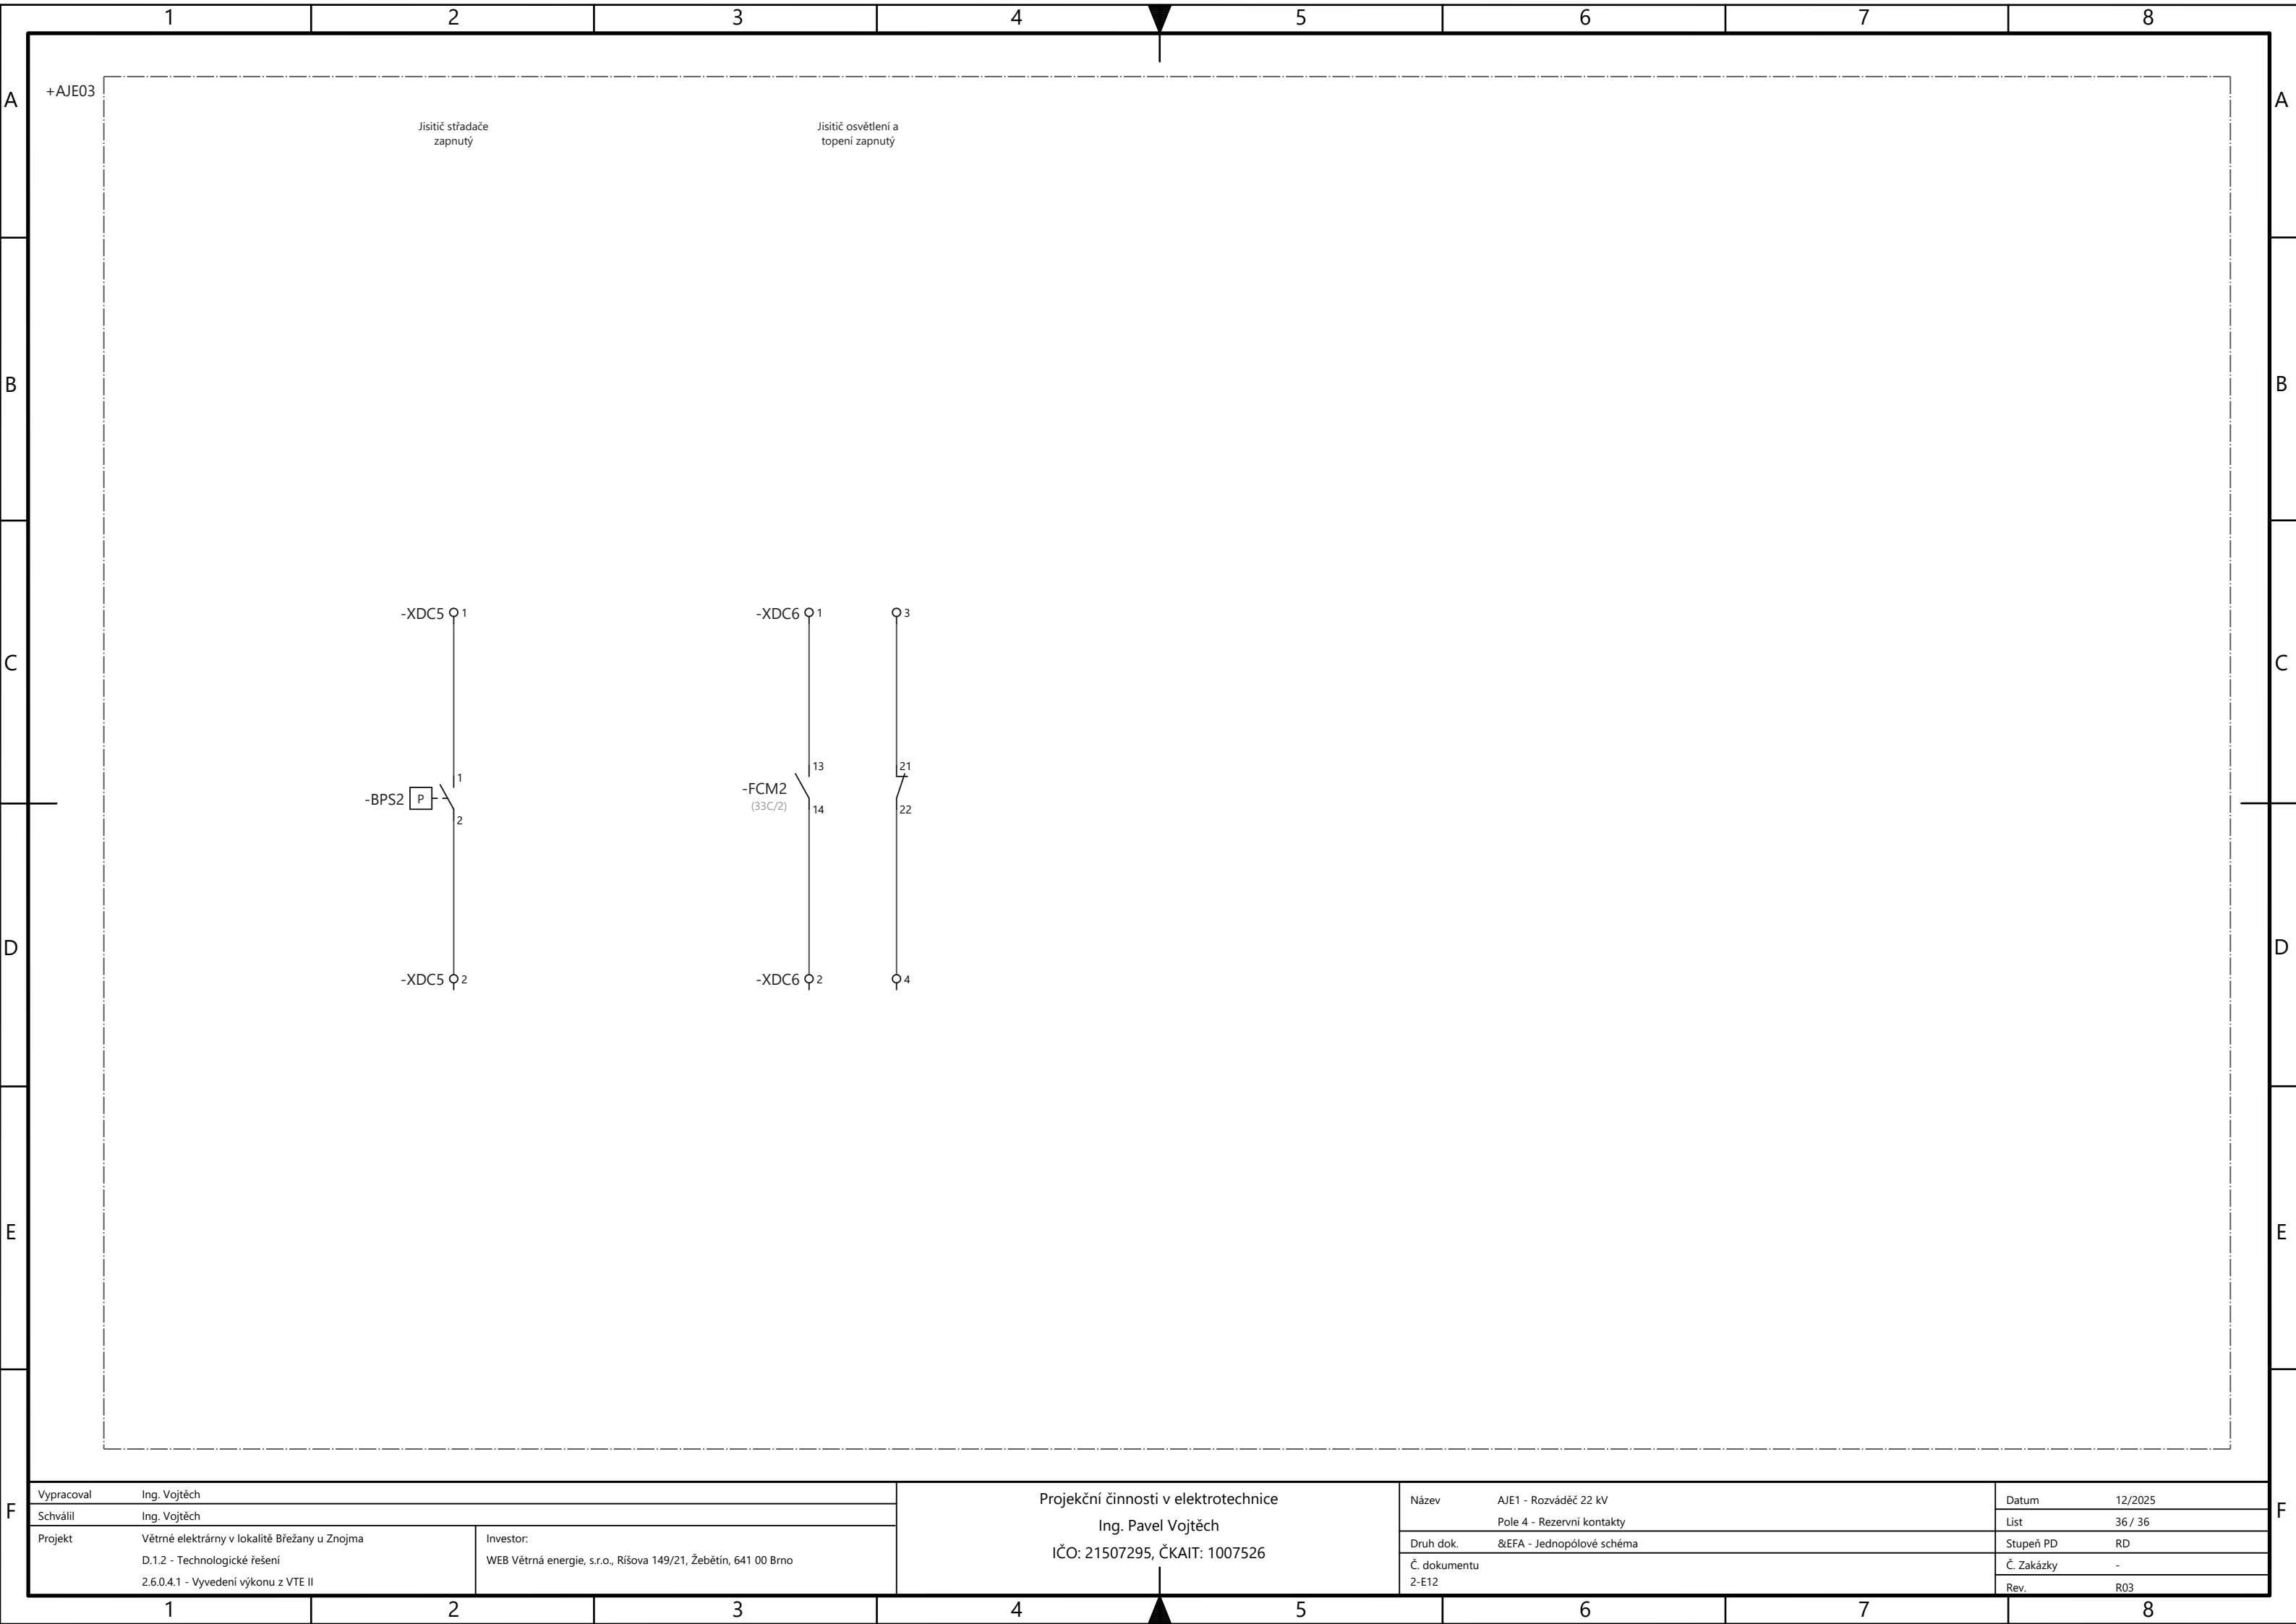 1 2 3 4 5 6 7 8
A A
+AJE03
Jisitič střadače
zapnutý
Jisitič osvětlení a
topení zapnutý
B B
-XDC5 1
-XDC6 1
3
C C
1
-BPS2 P
2
13
-FCM2
(33C/2)
14
21
22
D D
-XDC5 2
-XDC6 2
4
E E
F F
Vypracoval Ing. Vojtěch
Schválil Ing. Vojtěch
Projekt Větrné elektrárny v lokalitě Břežany u Znojma
D.1.2 - Technologické řešení
2.6.0.4.1 - Vyvedení výkonu z VTE II
Investor:
WEB Větrná energie, s.r.o., Ríšova 149/21, Žebětín, 641 00 Brno
Projekční činnosti v elektrotechnice
Ing. Pavel Vojtěch
IČO: 21507295, ČKAIT: 1007526
Název AJE1 - Rozváděč 22 kV
Pole 4 - Rezervní kontakty
Druh dok. &EFA - Jednopólové schéma
Č. dokumentu
2-E12
Datum 12/2025
List 36 / 36
Stupeň PD RD
Č. Zakázky -
Rev. R03
1 2 3 4 5 6 7 8